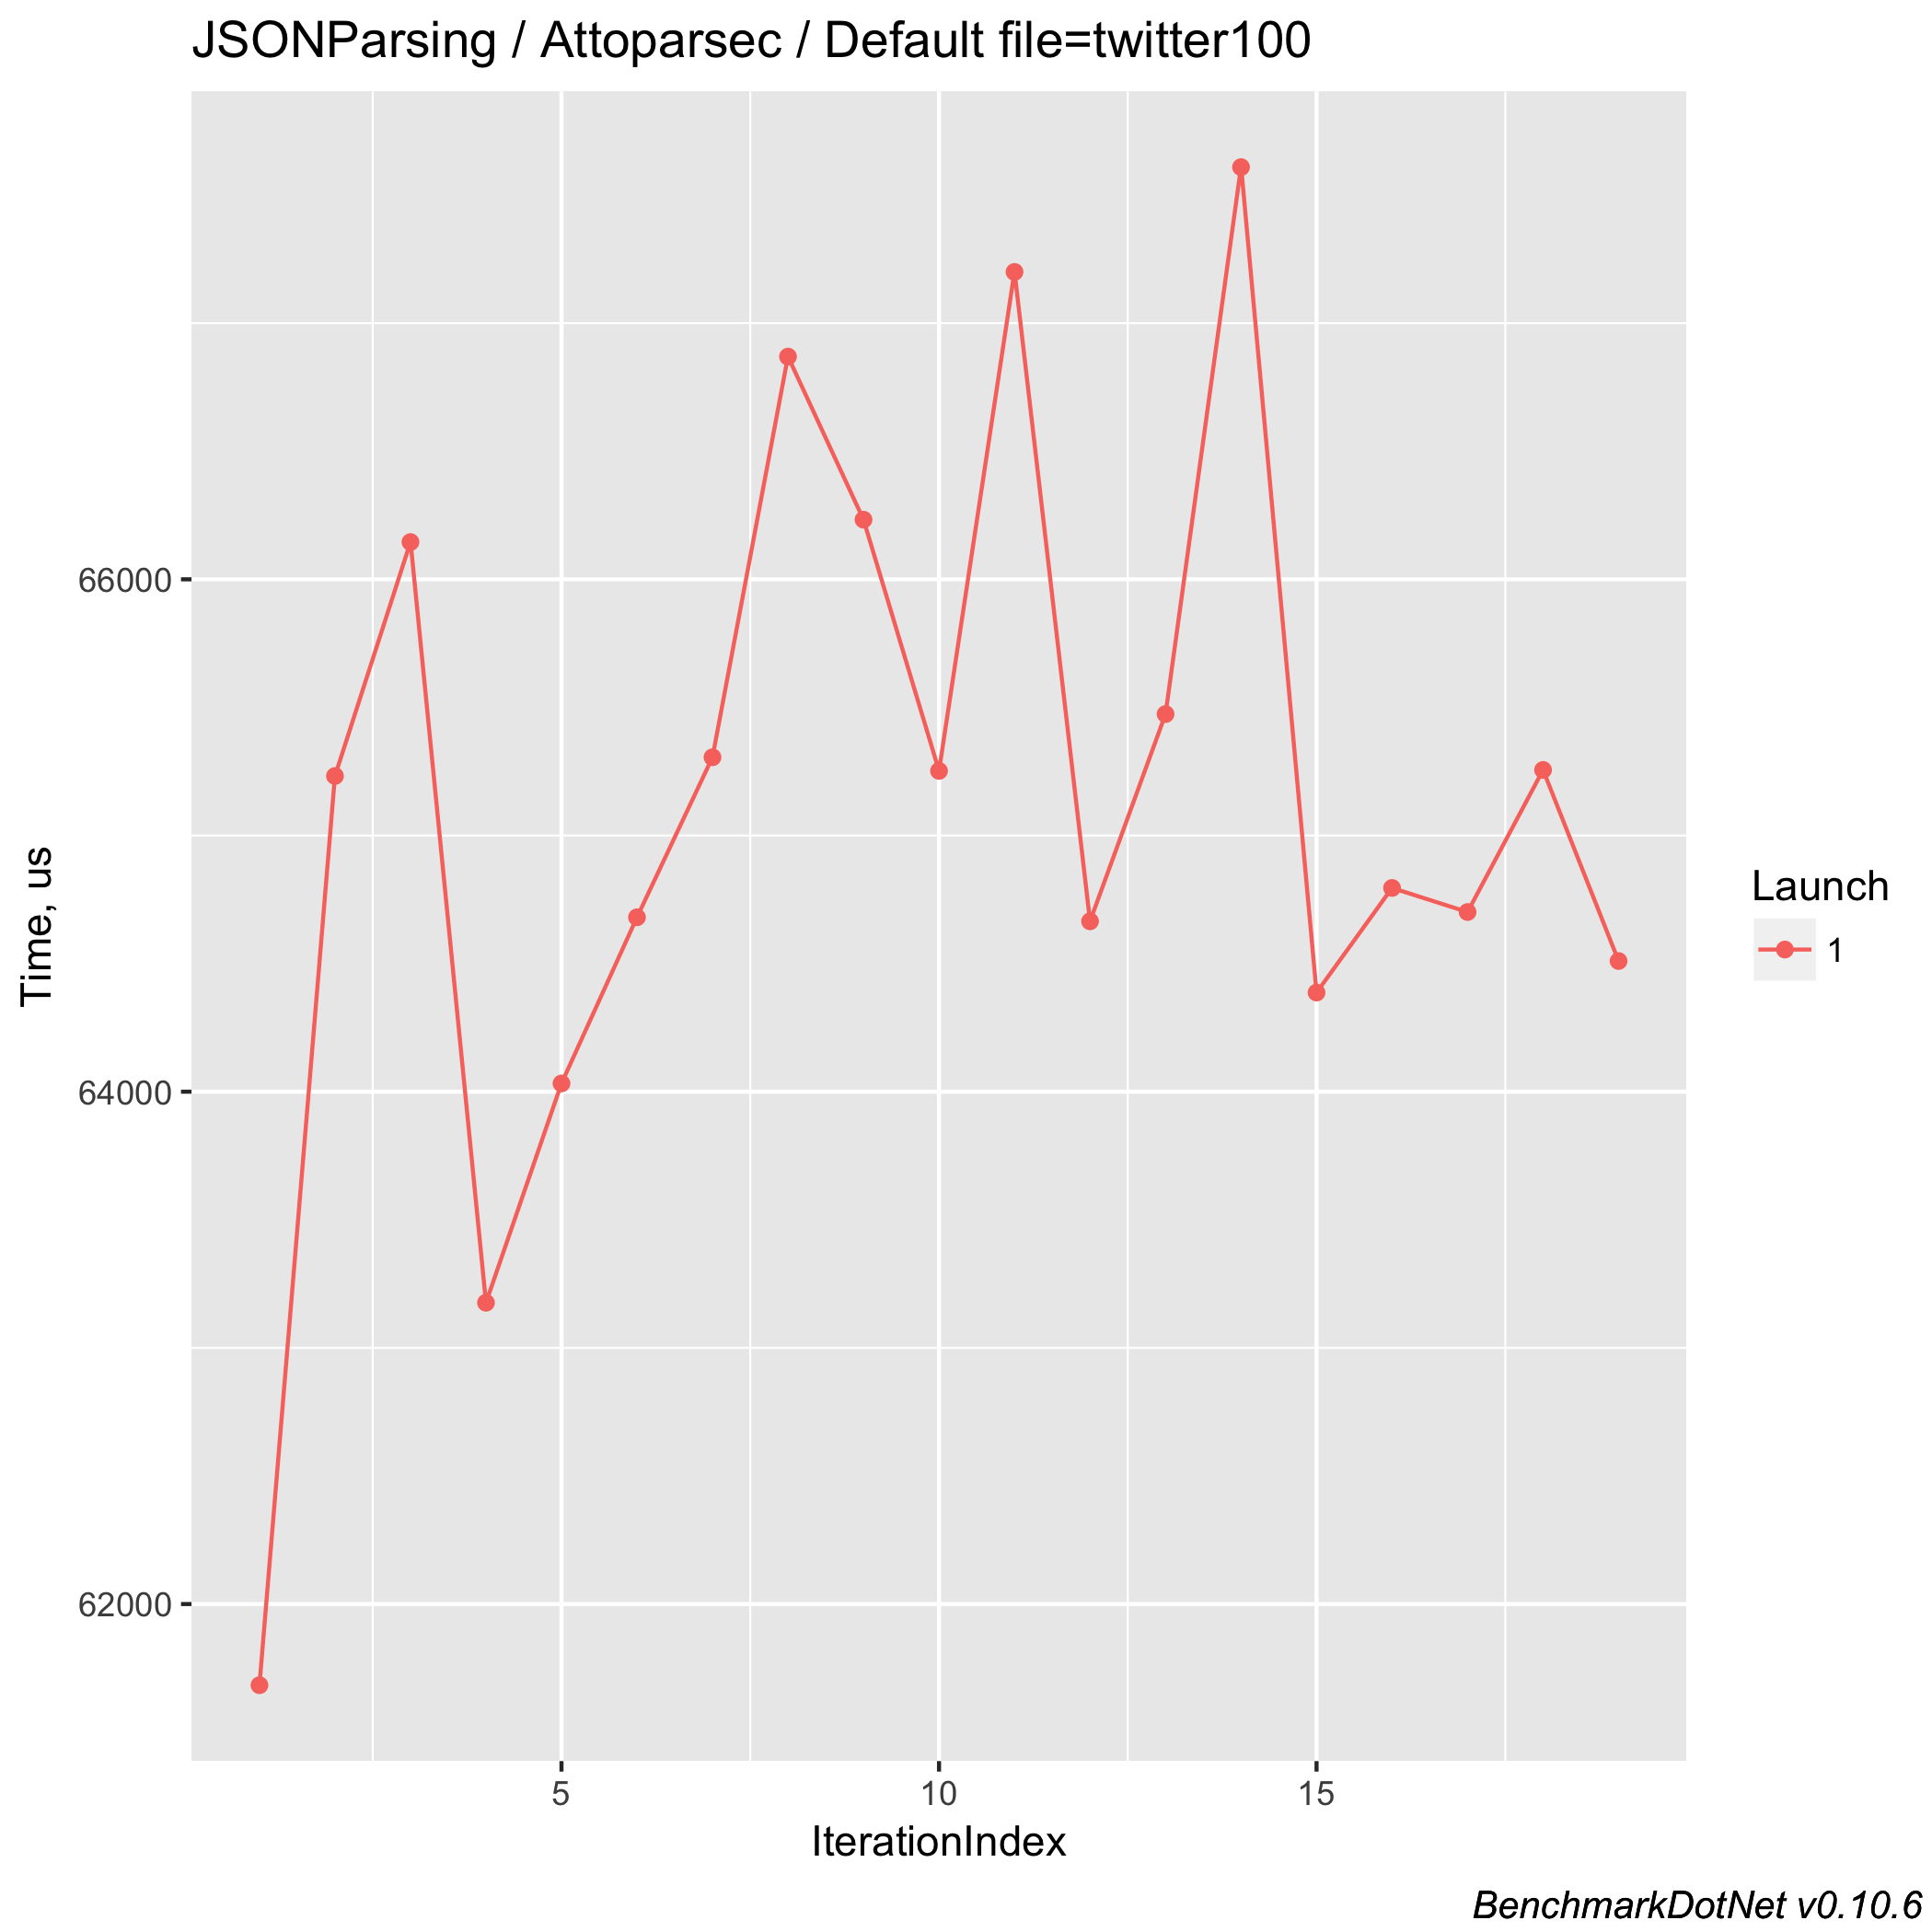 JSONParsing / Attoparsec / Default file=twitter100
Time, us
66000
64000
62000
5
10
15
IterationIndex
Launch
1
BenchmarkDotNet v0.10.6